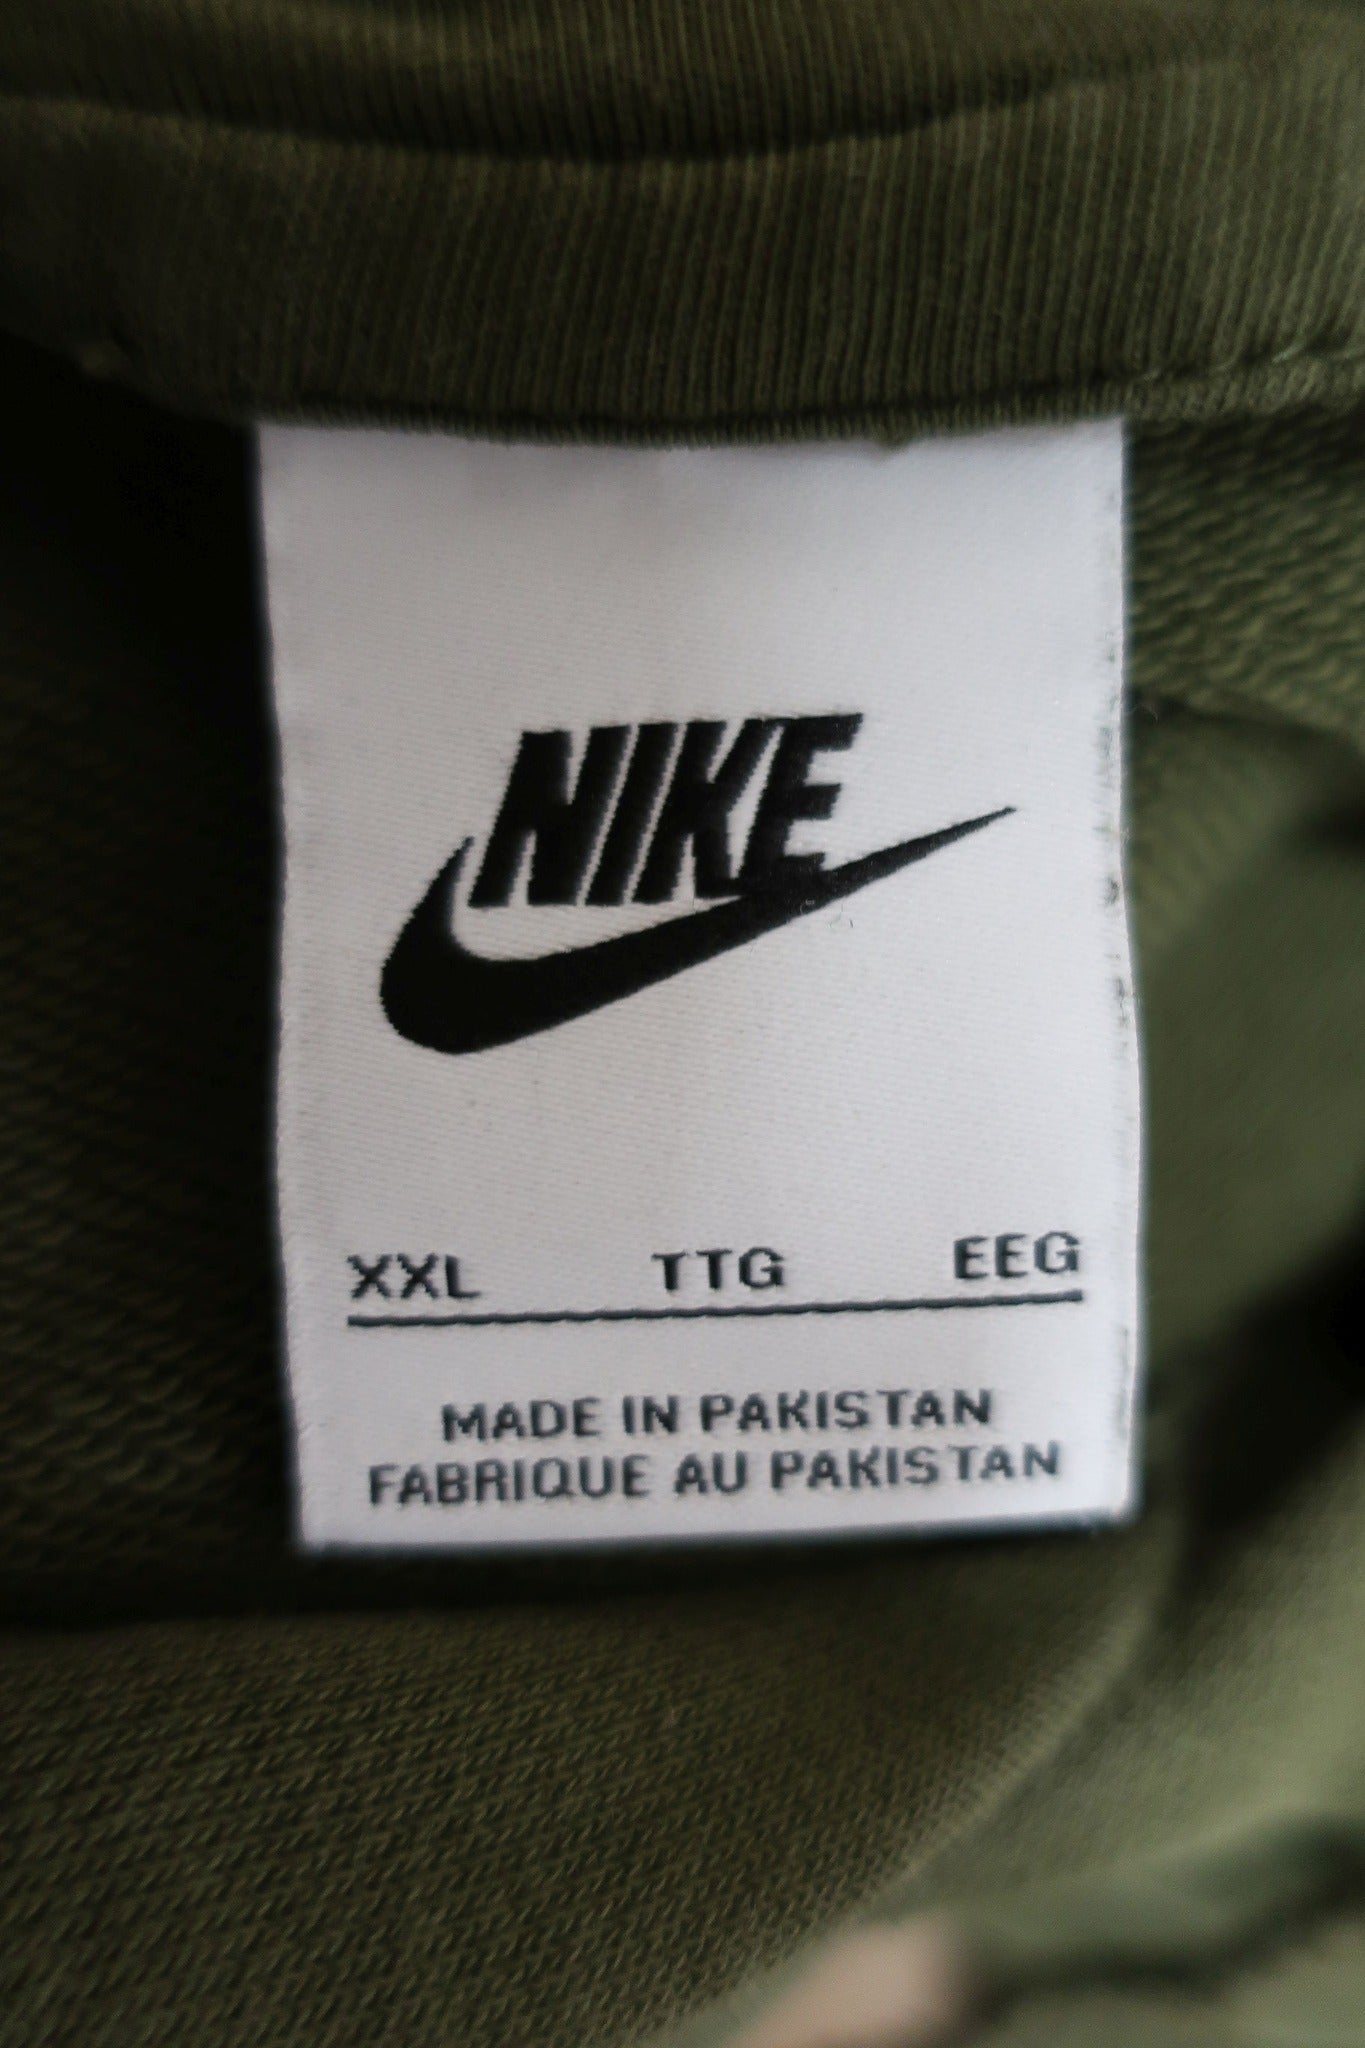 NIKE
XXL TTG EEG
MADE IN PAKISTAN
FABRIQUE AU PAKISTAN